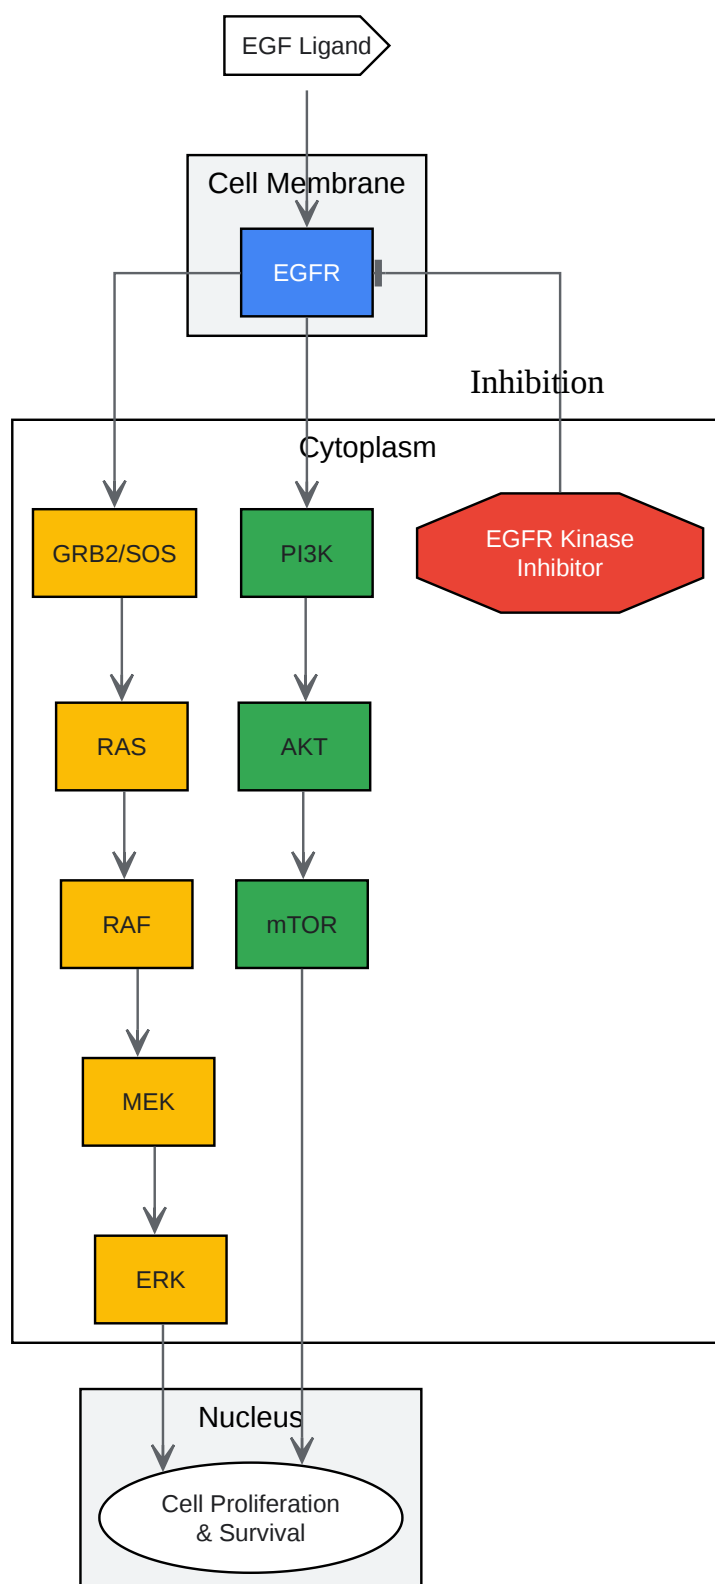 EGF Ligand
Cell Membrane
EGFR
Inhibition
Cytoplasm
GRB2/SOS
PI3K
EGFR Kinase
Inhibitor
RAS
AKT
RAF
mTOR
MEK
ERK
Nucleus
Cell Proliferation
& Survival